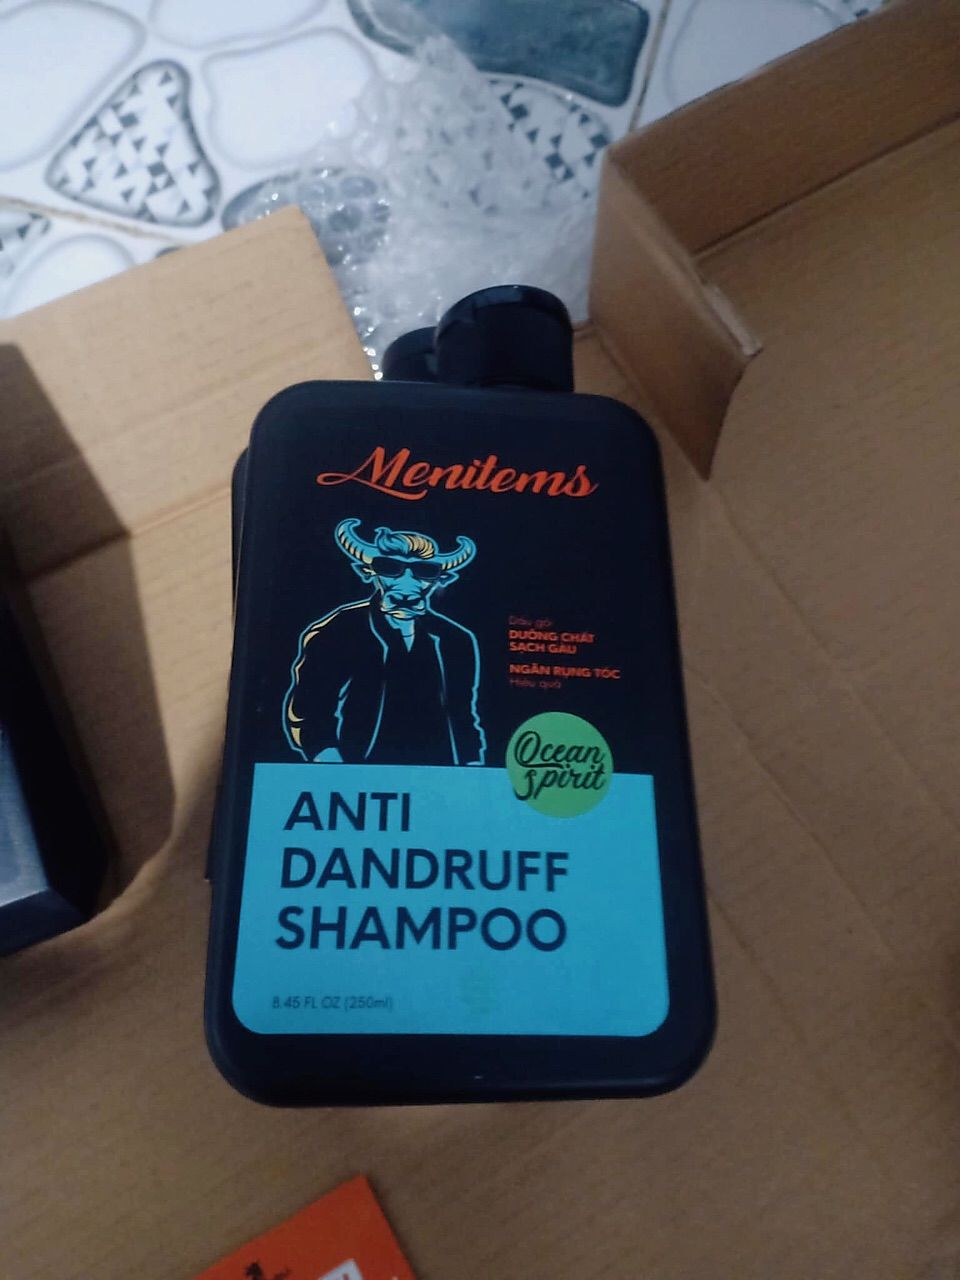 Menitems
Dầu gội
DƯỠNG CHẤT
SẠCH GÀU
NGĂN RỤNG TÓC
Hiệu quả
Ocean
Spirit
ANTI
DANDRUFF
SHAMPOO
8.45 FL OZ (250ml)